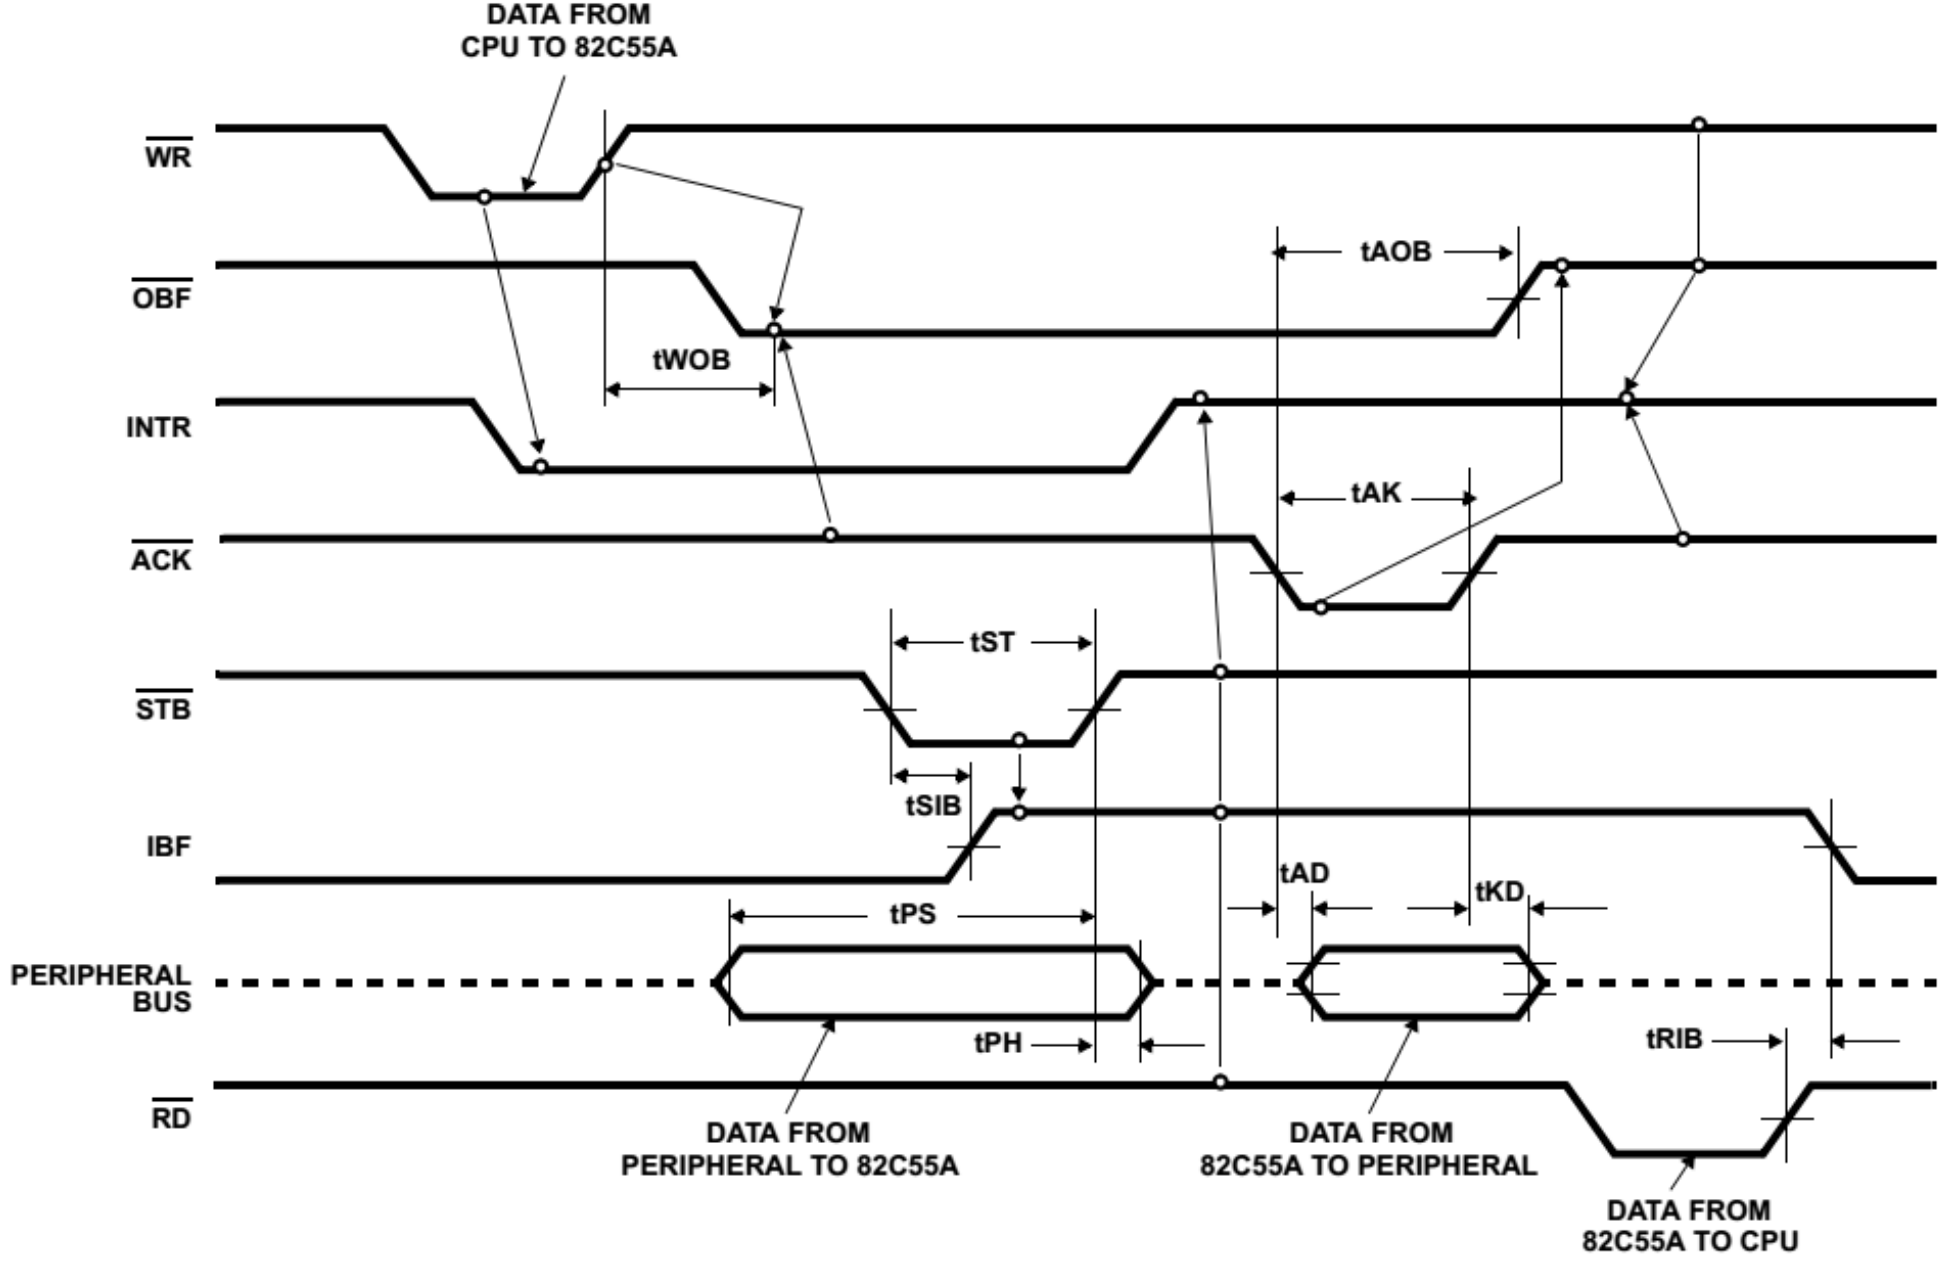 DATA FROM
CPU TO 82C55A
WR
tAOB
OBF
tWOB
INTR
tAK
ACK
tST
STB
tSIB
IBF
tAD
tKD
tPS
PERIPHERAL
BUS
tPH
tRIB
RD
DATA FROM
PERIPHERAL TO 82C55A
DATA FROM
82C55A TO PERIPHERAL
DATA FROM
82C55A TO CPU